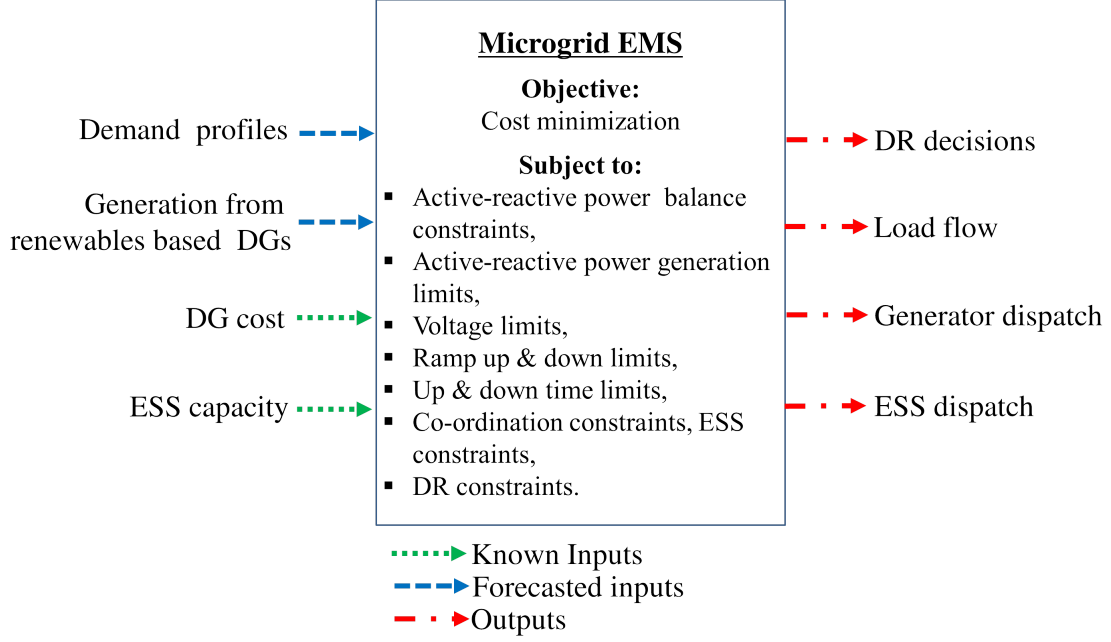 Microgrid EMS
Objective:
Cost minimization
Subject to:
▪ Active-reactive power balance
constraints,
▪ Active-reactive power generation
limits,
▪ Voltage limits,
▪ Ramp up & down limits,
▪ Up & down time limits,
▪ Co-ordination constraints, ESS
constraints,
▪ DR constraints.
Demand profiles
Generation from
renewables based DGs
DG cost
ESS capacity
DR decisions
Load flow
Generator dispatch
ESS dispatch
Known Inputs
Forecasted inputs
Outputs